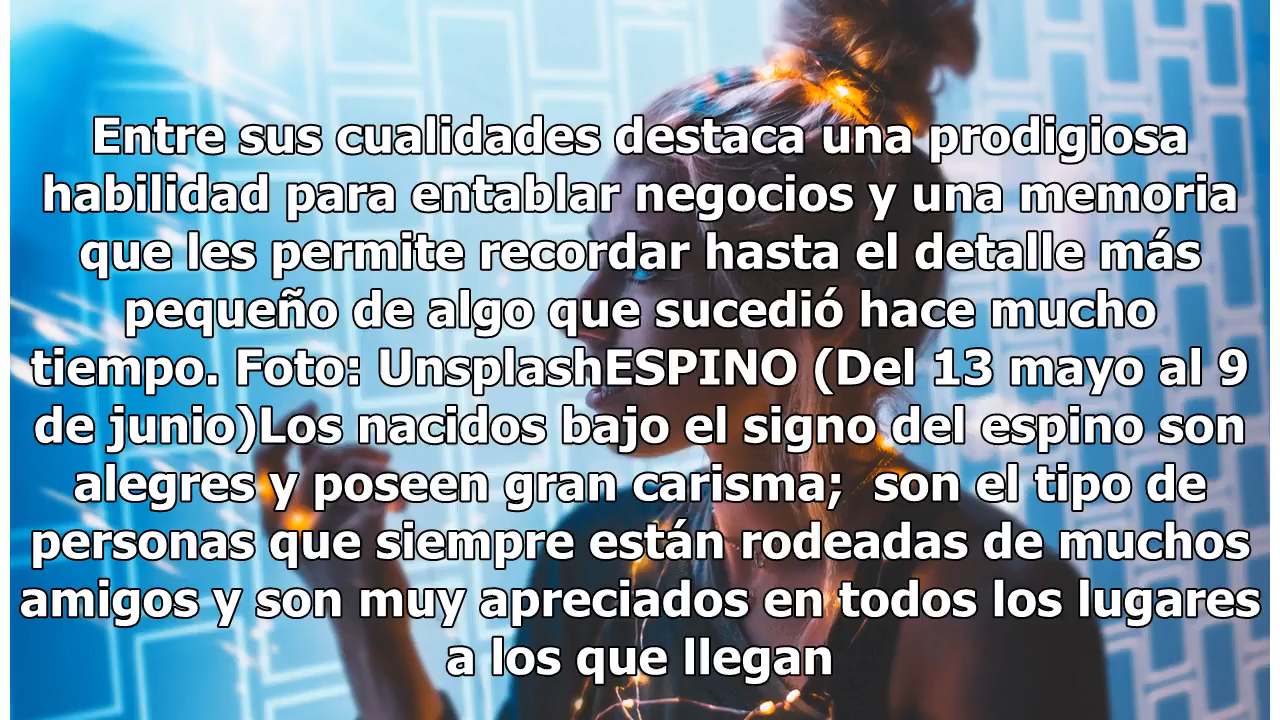 Entre sus cualidades destaca una prodigiosa
habilidad para entablar negocios y una memoria
que les permite recordar hasta el detalle más
pequeño de algo que sucedió hace mucho
tiempo. Foto: UnsplashESPINO (Del 13 mayo al 9
de junio)Los nacidos bajo el signo del espino son
alegres y poseen gran carisma;  son el tipo de
personas que siempre están rodeadas de muchos
amigos y son muy apreciados en todos los lugares
a los que llegan